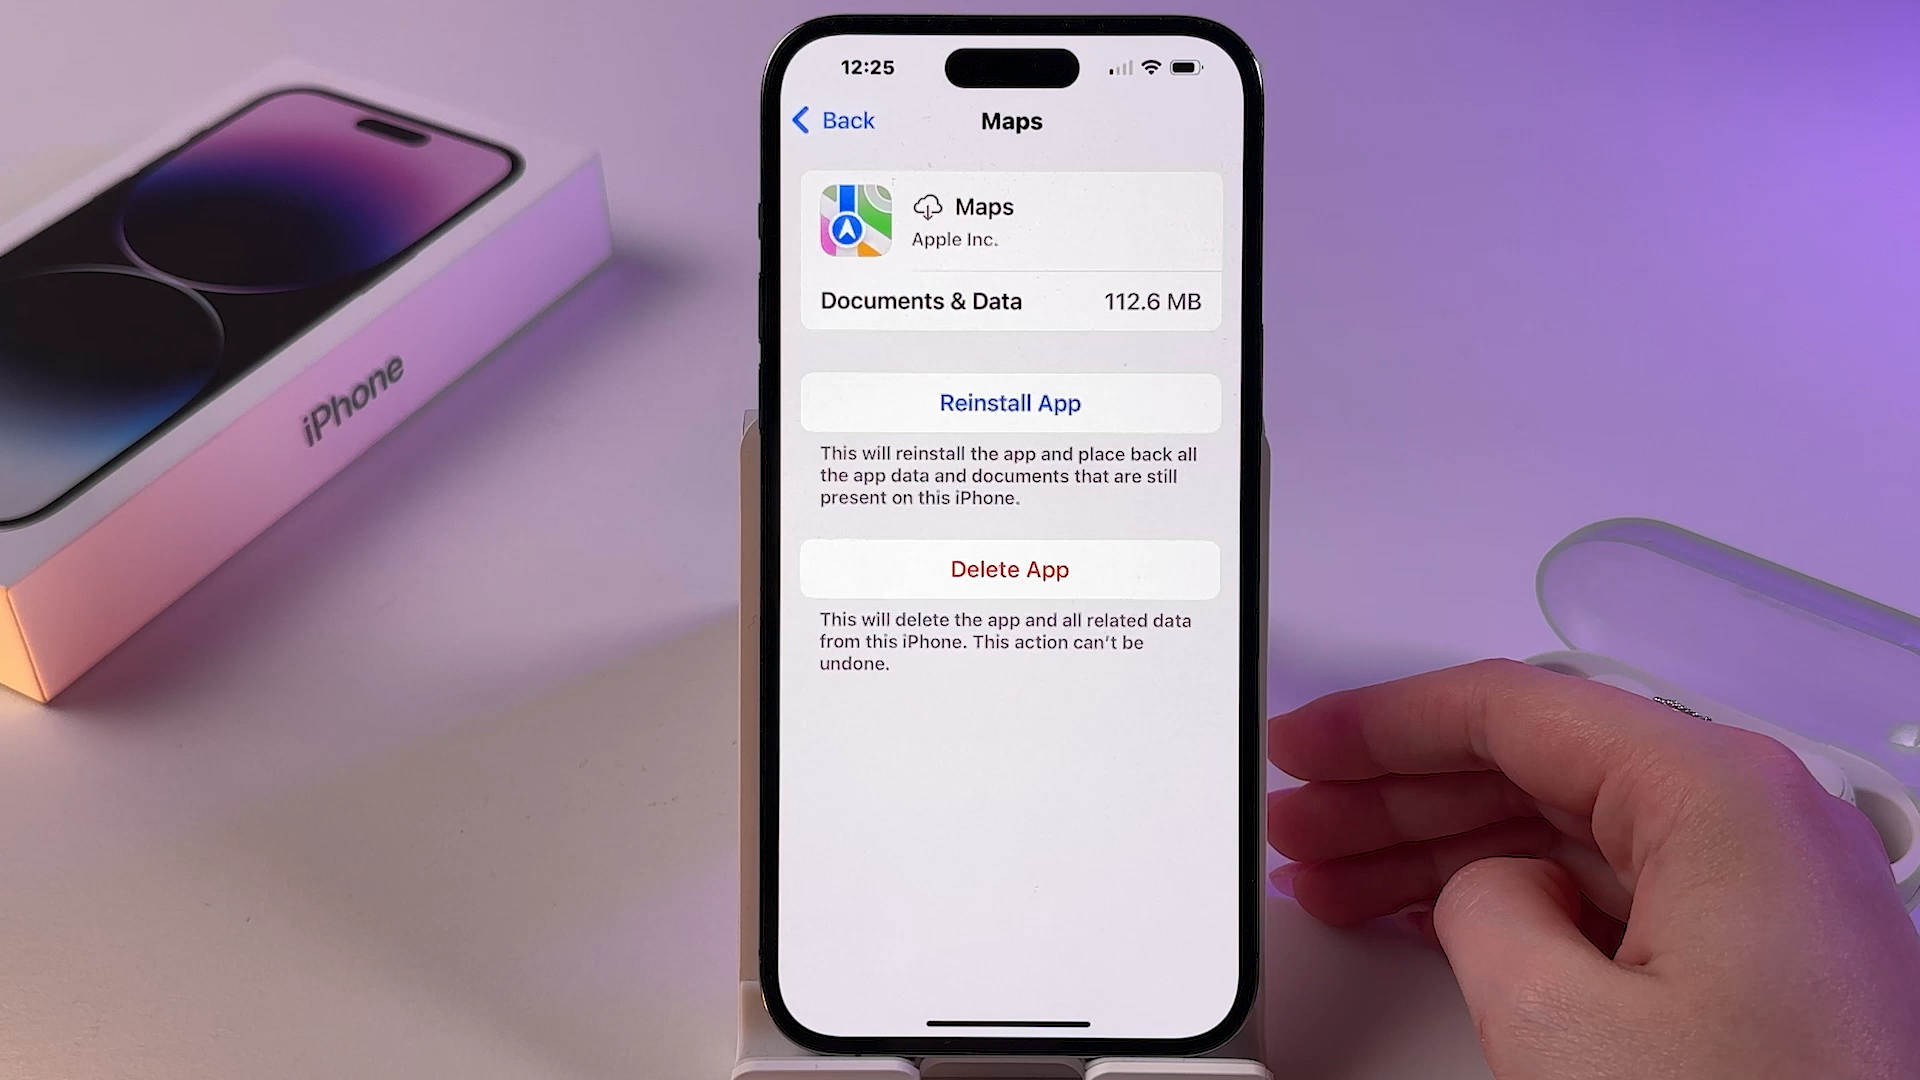 12:25
Back
Maps
Maps
Apple Inc.
Documents & Data 112.6 MB
Reinstall App
This will reinstall the app and place back all
the app data and documents that are still
present on this iPhone.
Delete App
This will delete the app and all related data
from this iPhone. This action can't be
undone.
iPhone